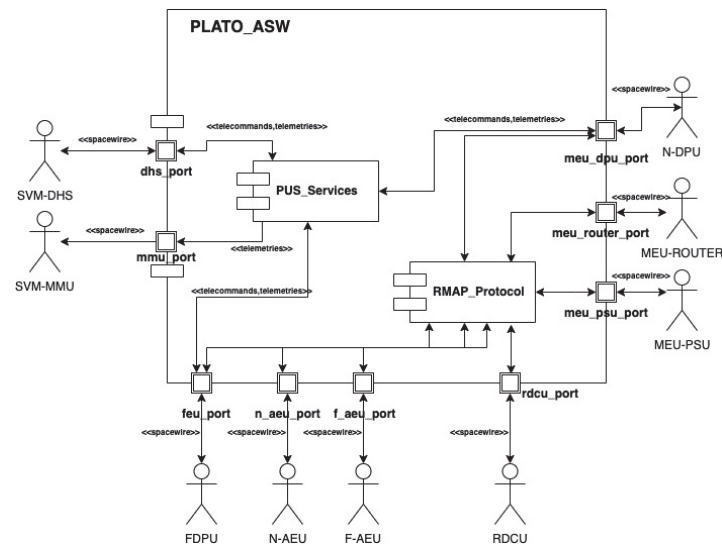 PLATO_ASW
<<spacewire>>
<<telecommands,telemetries>>
<<telecommands,telemetries>>
<<spacewire>>
dhs_port
meu_dpu_port
N-DPU
SVM-DHS
PUS_Services
<<spacewire>>
<<spacewire>>
meu_router_port
mmu_port
<<telemetries>>
MEU-ROUTER
SVM-MMU
<<spacewire>>
RMAP_Protocol
<<telecommands,telemetries>>
meu_psu_port
MEU-PSU
feu_port
n_aeu_port
f_aeu_port
rdcu_port
<<spacewire>>
<<spacewire>>
<<spacewire>>
<<spacewire>>
FDPU
N-AEU
F-AEU
RDCU